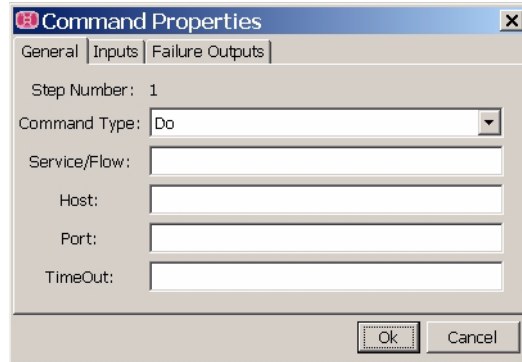 Command Properties
General Inputs Failure Outputs
Step Number: 1
Command Type: Do
Service/Flow:
Host:
Port:
TimeOut:
Ok Cancel